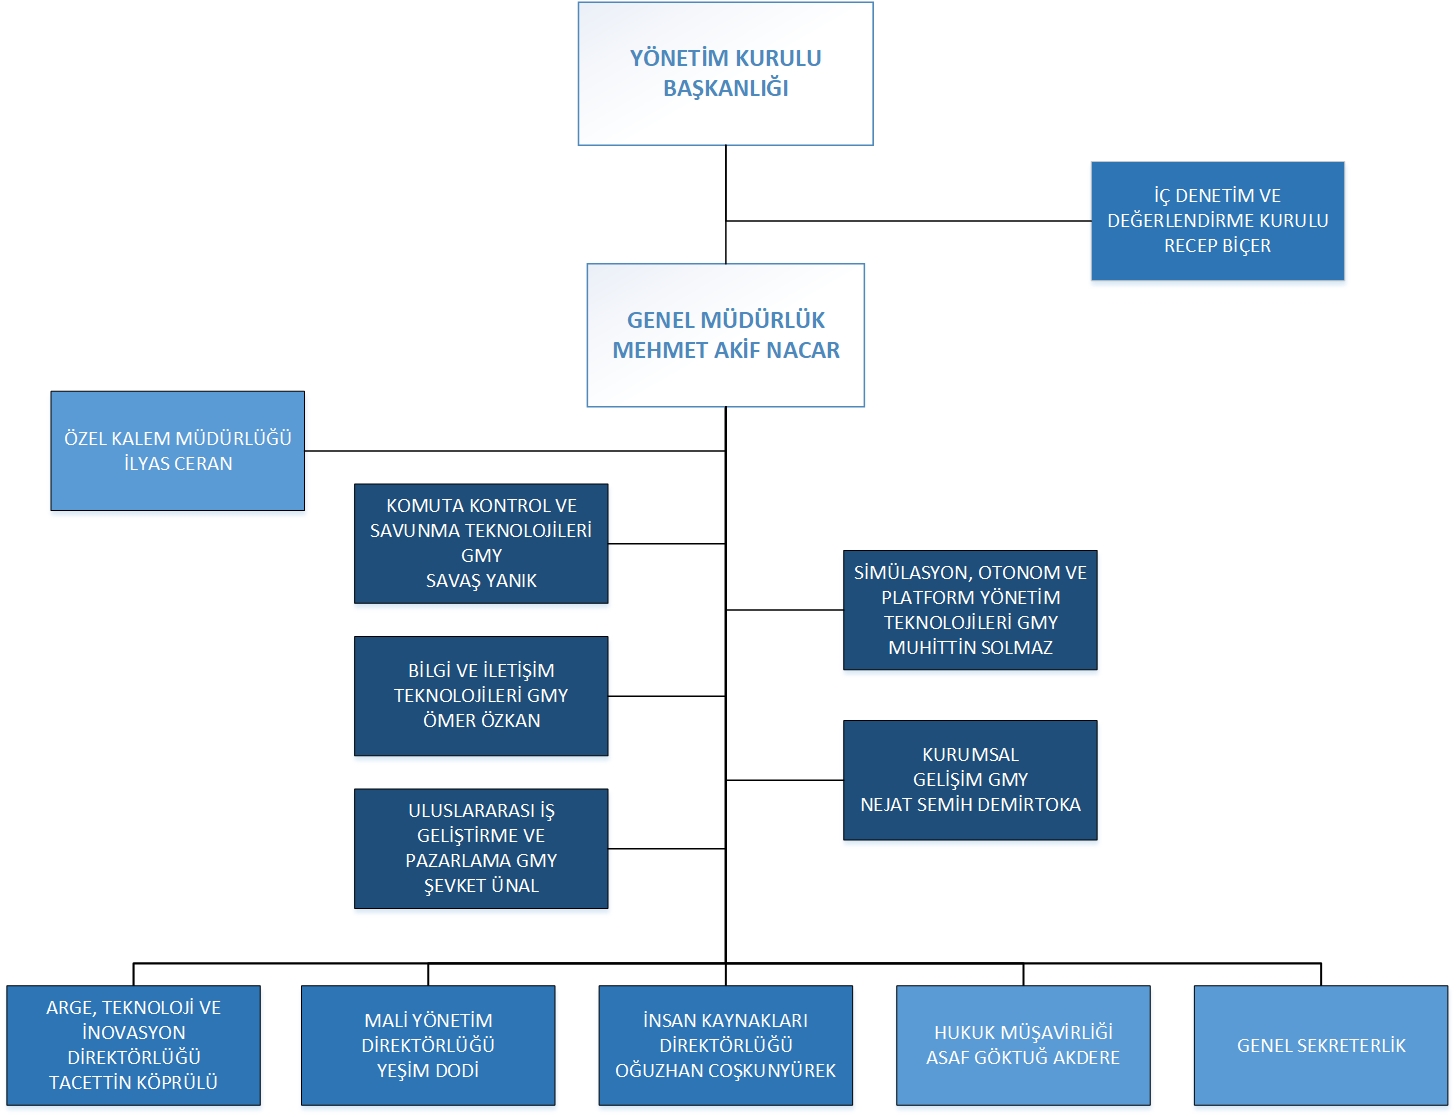 YÖNETİM KURULU
BAŞKANLIĞI
İÇ DENETİM VE
DEĞERLENDİRME KURULU
RECEP BİÇER
GENEL MÜDÜRLÜK
MEHMET AKİF NACAR
ÖZEL KALEM MÜDÜRLÜĞÜ
İLYAS CERAN
KOMUTA KONTROL VE
SAVUNMA TEKNOLOJİLERİ
GMY
SAVAŞ YANIK
SİMÜLASYON, OTONOM VE
PLATFORM YÖNETİM
TEKNOLOJİLERİ GMY
MUHİTTİN SOLMAZ
BİLGİ VE İLETİŞİM
TEKNOLOJİLERİ GMY
ÖMER ÖZKAN
KURUMSAL
GELİŞİM GMY
NEJAT SEMİH DEMİRTOKA
ULUSLARARASI İŞ
GELİŞTİRME VE
PAZARLAMA GMY
ŞEVKET ÜNAL
ARGE, TEKNOLOJİ VE
İNOVASYON
DİREKTÖRLÜĞÜ
TACETTİN KÖPRÜLÜ
MALİ YÖNETİM
DİREKTÖRLÜĞÜ
YEŞİM DODİ
İNSAN KAYNAKLARI
DİREKTÖRLÜĞÜ
OĞUZHAN COŞKUNYÜREK
HUKUK MÜŞAVİRLİĞİ
ASAF GÖKTUĞ AKDERE
GENEL SEKRETERLİK